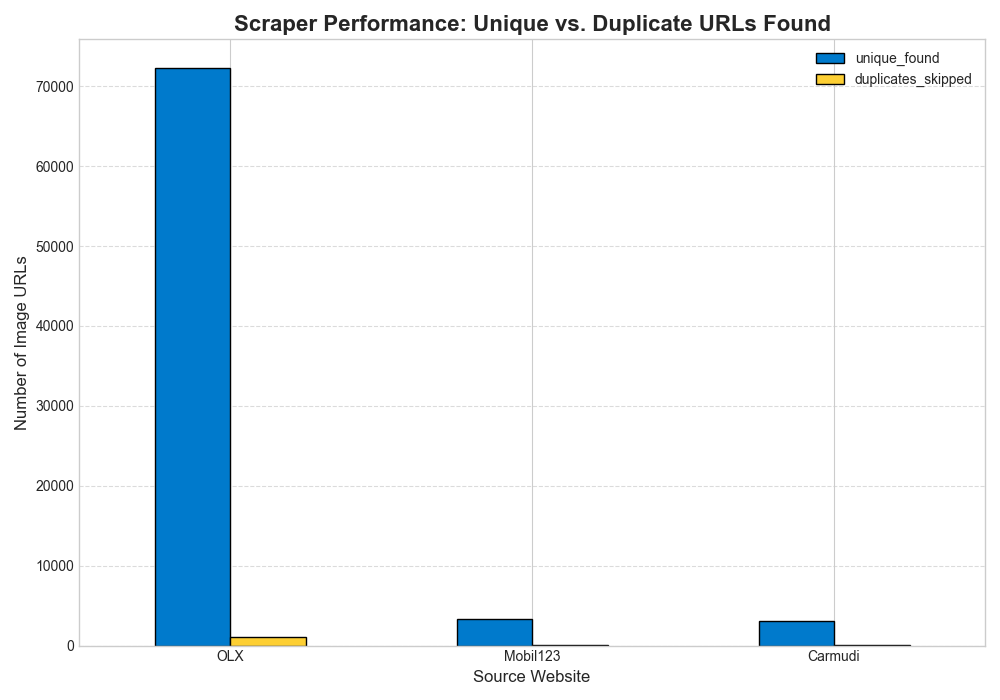 Scraper Performance: Unique vs. Duplicate URLs Found
unique_found
duplicates_skipped
Number of Image URLs
70000
60000
50000
40000
30000
20000
10000
0
OLX
Mobil123
Carmudi
Source Website